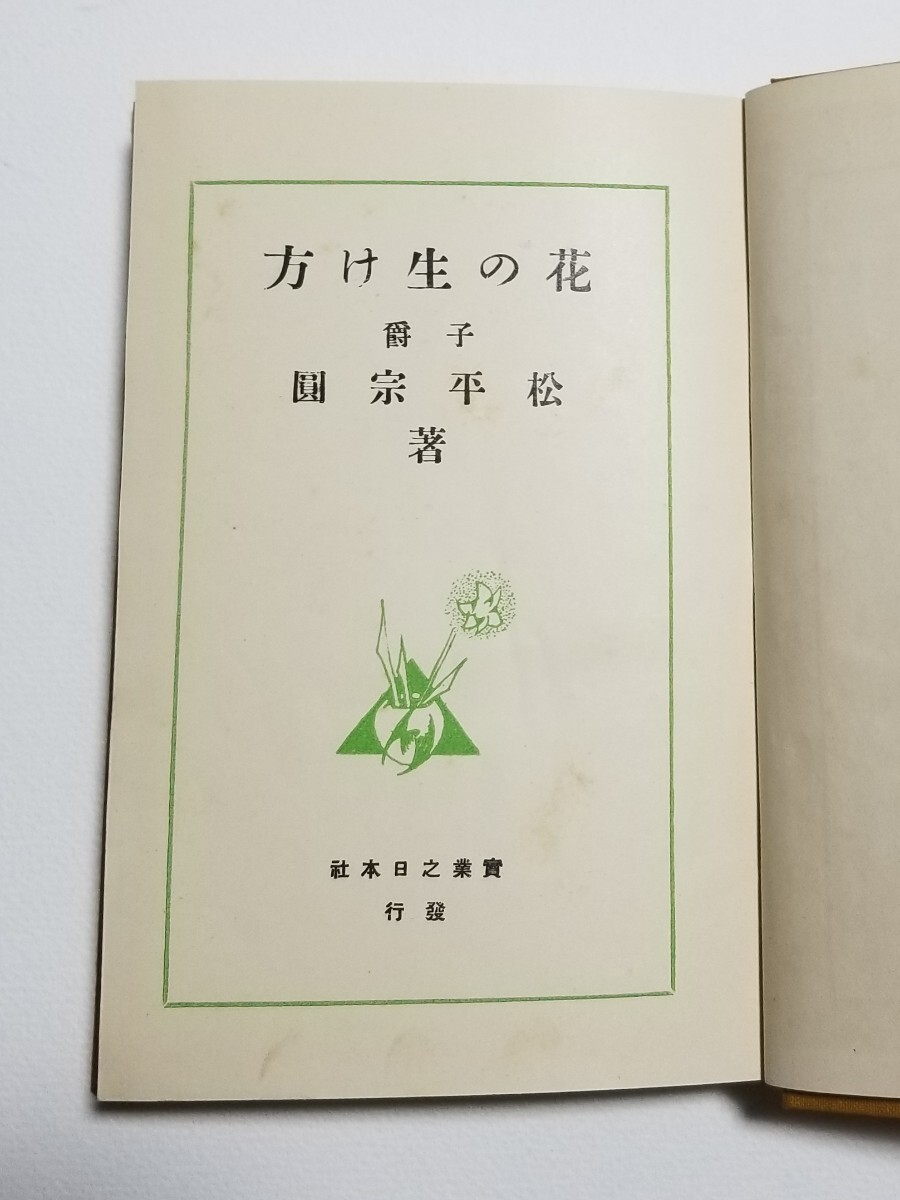 花の生け方
子爵
松平宗圓
著
實業之日本社
發行